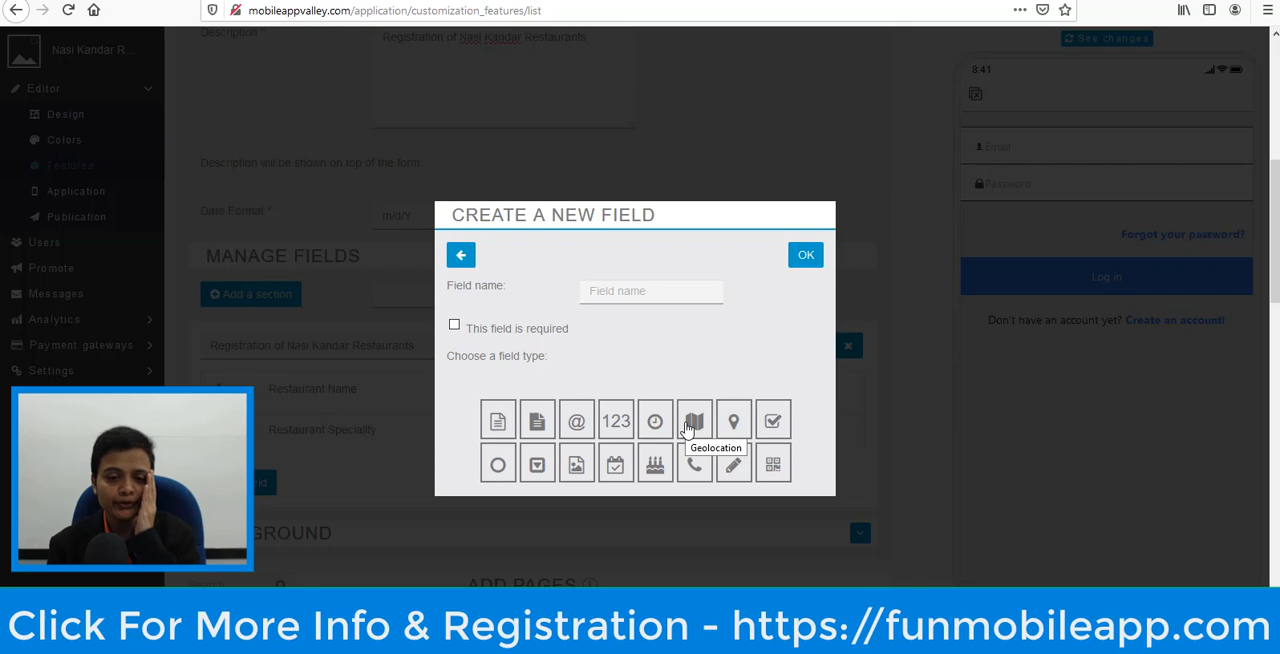 mobileappvalley.com/application/customization_features/list
Nasi Kandar R...
Editor
Design
Colors
Features
Application
Publication
Users
Promote
Messages
Analytics
Payment gateways
Settings
Description *
Registration of Nasi Kandar Restaurants
Description will be shown on top of the form.
Date Format *
m/d/Y
MANAGE FIELDS
Add a section
Registration of Nasi Kandar Restaurants
Restaurant Name
Restaurant Speciality
ADD PAGES
CREATE A NEW FIELD
OK
Field name:
Field name
This field is required
Choose a field type:
@
123
Geolocation
See changes
8:41
Email
Password
Forgot your password?
Log in
Don't have an account yet? Create an account!
Click For More Info & Registration - https://funmobileapp.com